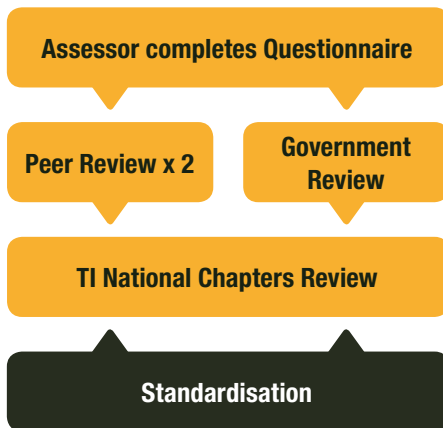 Assessor completes Questionnaire
Peer Review x 2
Government
Review
TI National Chapters Review
Standardisation